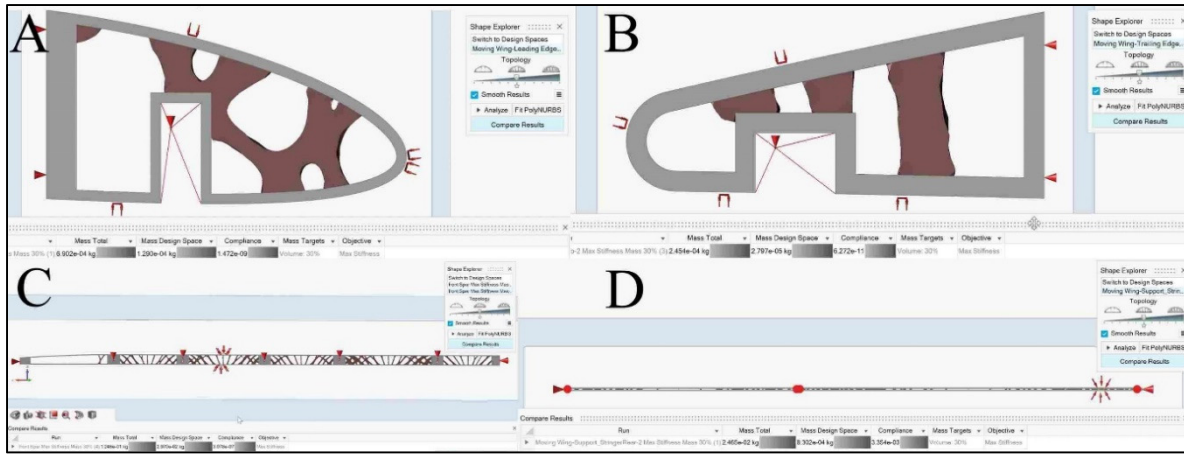 A
Shape Explorer
Switch to Design Spaces
Moving Wing-Leading Edge..
Topology
Smooth Results
Analyze Fit PolyNURBS
Compare Results
Mass Total Mass Design Space Compliance Mass Targets Objective
Mass 30% (1) 6.902e-04 kg 1.290e-04 kg 1.472e-09 Volume: 30% Max Stiffness
B
Shape Explorer
Switch to Design Spaces
Moving Wing-Trailing Edge..
Topology
Smooth Results
Analyze Fit PolyNURBS
Compare Results
Mass Total Mass Design Space Compliance Mass Targets Objective
-2 Max Stiffness Mass 30% (3) 2.454e-04 kg 2.797e-05 kg 6.272e-11 Volume: 30% Max Stiffness
C
Shape Explorer
Switch to Design Spaces
Topology
Smooth Results
Analyze Fit PolyNURBS
Compare Results
Compare Results
Run Mass Total Mass Design Space Compliance Objective
Max Stiffness
D
Shape Explorer
Switch to Design Spaces
Moving Wing-Support_Strin..
Topology
Smooth Results
Analyze Fit PolyNURBS
Compare Results
Compare Results
Run Mass Total Mass Design Space Compliance Mass Targets Objective
Moving Wing-Support_Stringer Max Stiffness Mass 30% (1) 2.465e-02 kg 8.302e-04 kg 3.354e-03 Volume: 30% Max Stiffness